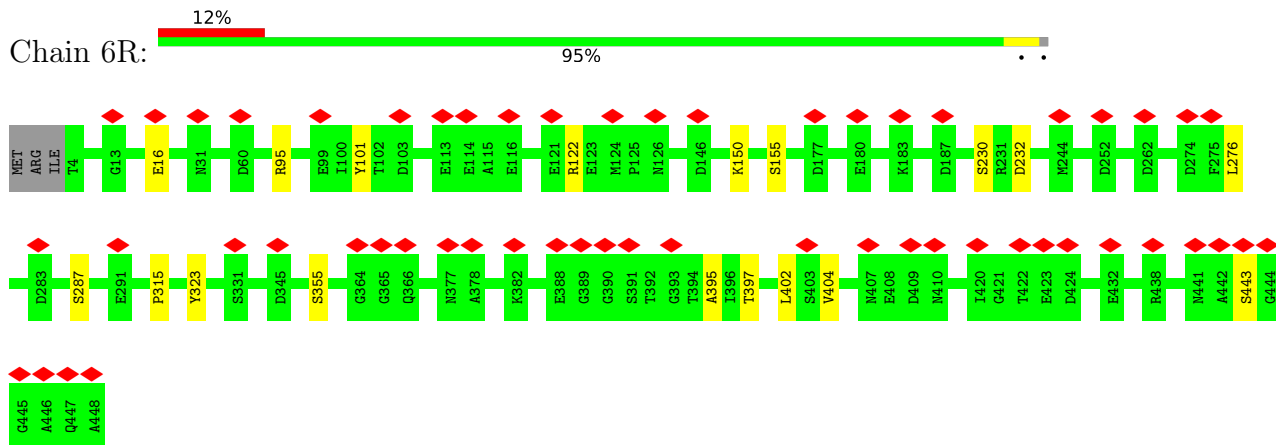 12%
Chain 6R:
95%
. .
MET ARG ILE T4 G13 E16 N31 D60 R95 E99 I100 Y101 T102 D103 E113 E114 A115 E116 E121 R122 E123 M124 P125 N126 D146 K150 S155 D177 E180 K183 D187 S230 R231 D232 M244 D252 D262 D274 F275 L276
D283 S287 E291 P315 Y323 S331 D345 S355 G364 G365 Q366 N377 A378 K382 E388 G389 G390 S391 T392 G393 T394 A395 I396 T397 L402 S403 V404 N407 E408 D409 N410 I420 G421 T422 E423 D424 E432 R438 N441 A442 S443 G444
G445 A446 Q447 A448